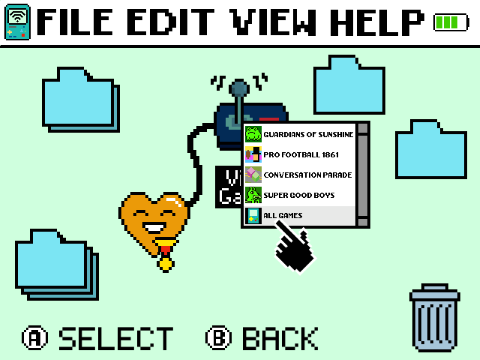 FILE EDIT VIEW HELP
GUARDIANS OF SUNSHINE
PRO FOOTBALL 1861
CONVERSATION PARADE
SUPER GOOD BOYS
ALL GAMES
A SELECT B BACK